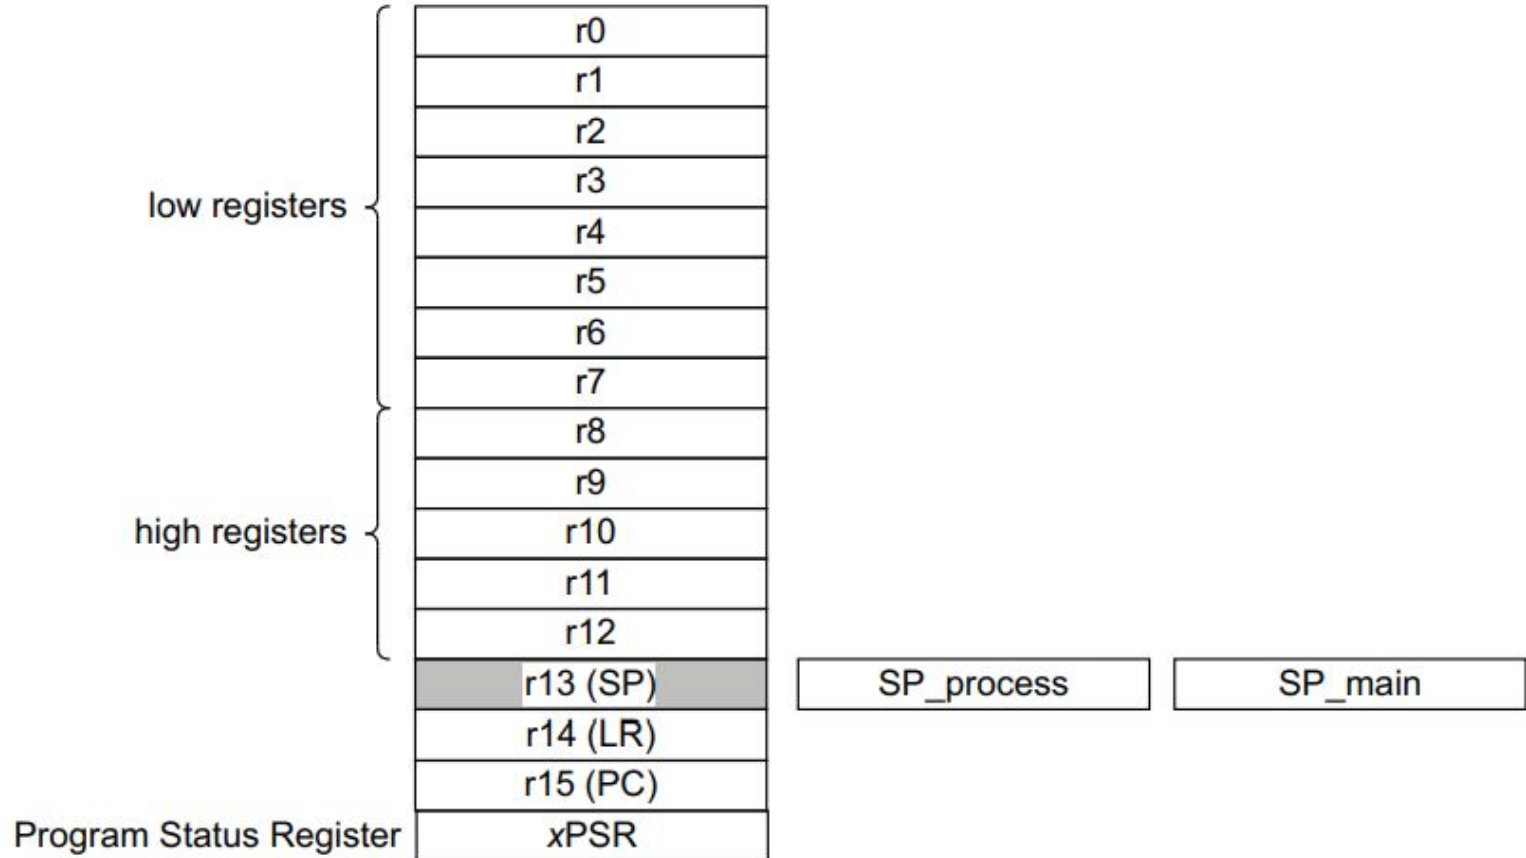 r0
r1
r2
r3
low registers
r4
r5
r6
r7
r8
r9
high registers
r10
r11
r12
r13 (SP)
SP_process
SP_main
r14 (LR)
r15 (PC)
Program Status Register
xPSR